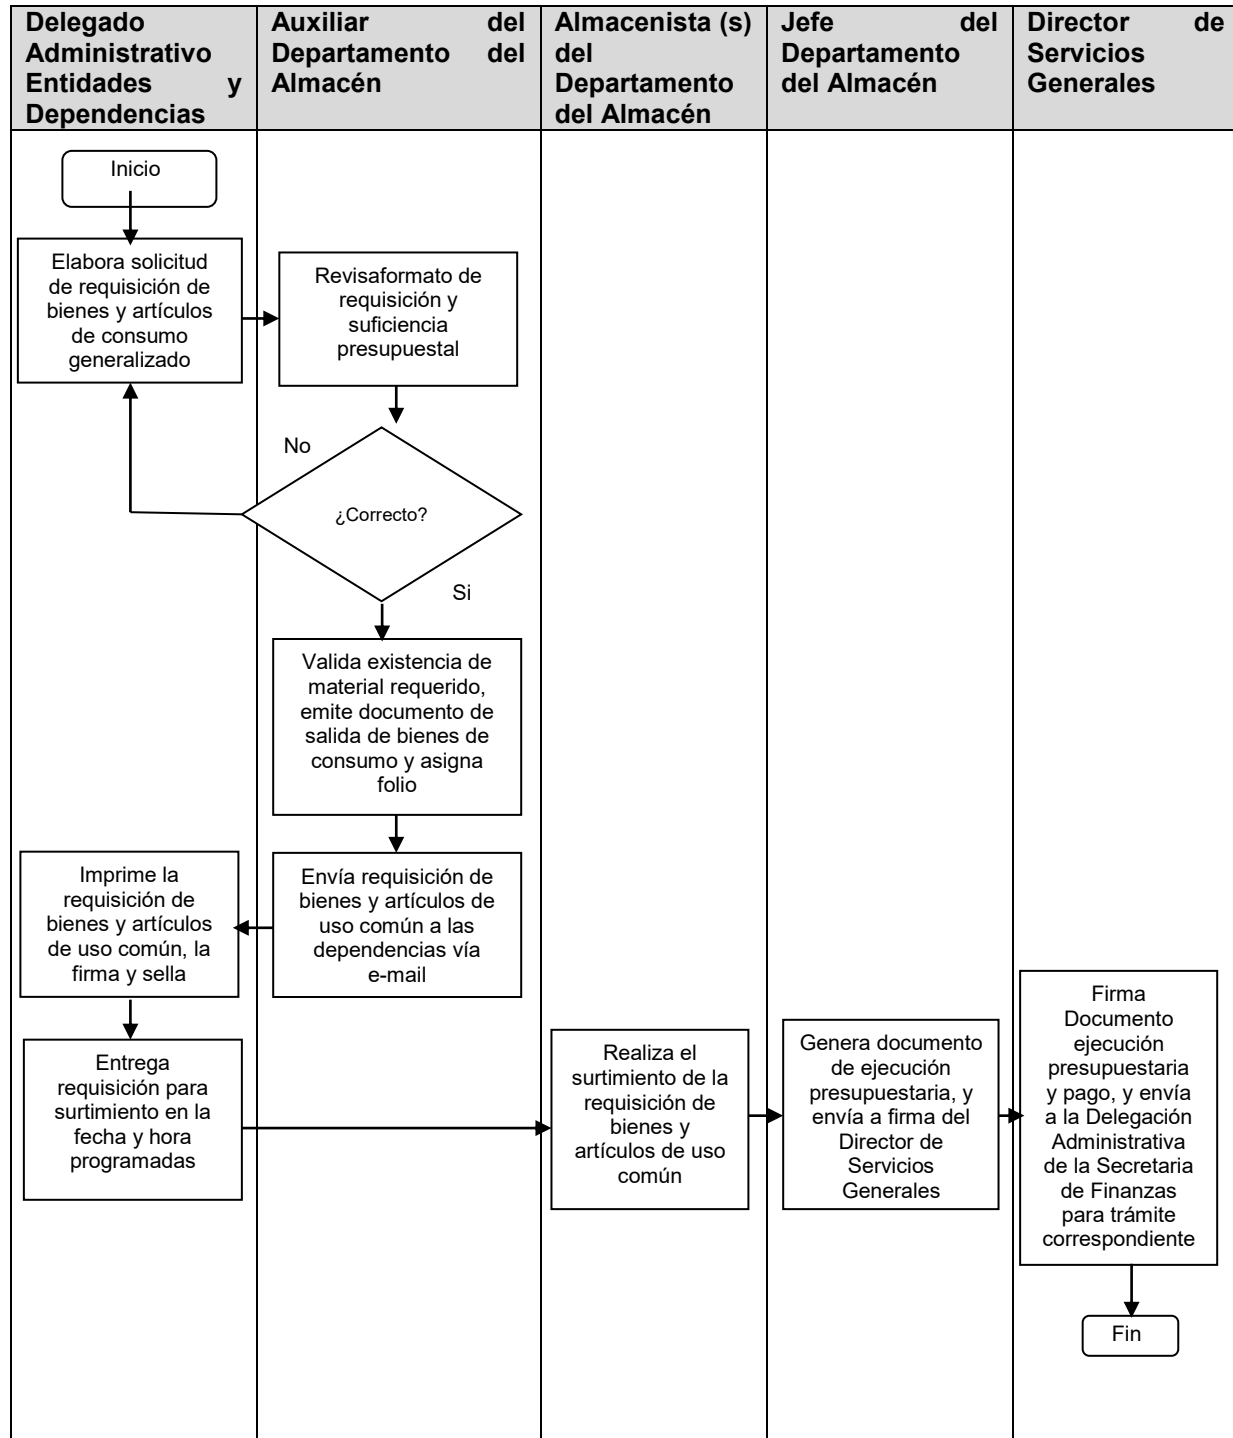 Delegado
Administrativo
Entidades y
Dependencias
Auxiliar del
Departamento del
Almacén
Almacenista (s)
del
Departamento
del Almacén
Jefe del
Departamento
del Almacén
Director de
Servicios
Generales
Inicio
Elabora solicitud
de requisición de
bienes y artículos
de consumo
generalizado
Revisaformato de
requisición y
suficiencia
presupuestal
No
¿Correcto?
Si
Valida existencia de
material requerido,
emite documento de
salida de bienes de
consumo y asigna
folio
Envía requisición de
bienes y artículos de
uso común a las
dependencias vía
e-mail
Imprime la
requisición de
bienes y artículos
de uso común, la
firma y sella
Entrega
requisición para
surtimiento en la
fecha y hora
programadas
Realiza el
surtimiento de la
requisición de
bienes y
artículos de uso
común
Genera documento
de ejecución
presupuestaria, y
envía a firma del
Director de
Servicios
Generales
Firma
Documento
ejecución
presupuestaria
y pago, y envía
a la Delegación
Administrativa
de la Secretaria
de Finanzas
para trámite
correspondiente
Fin